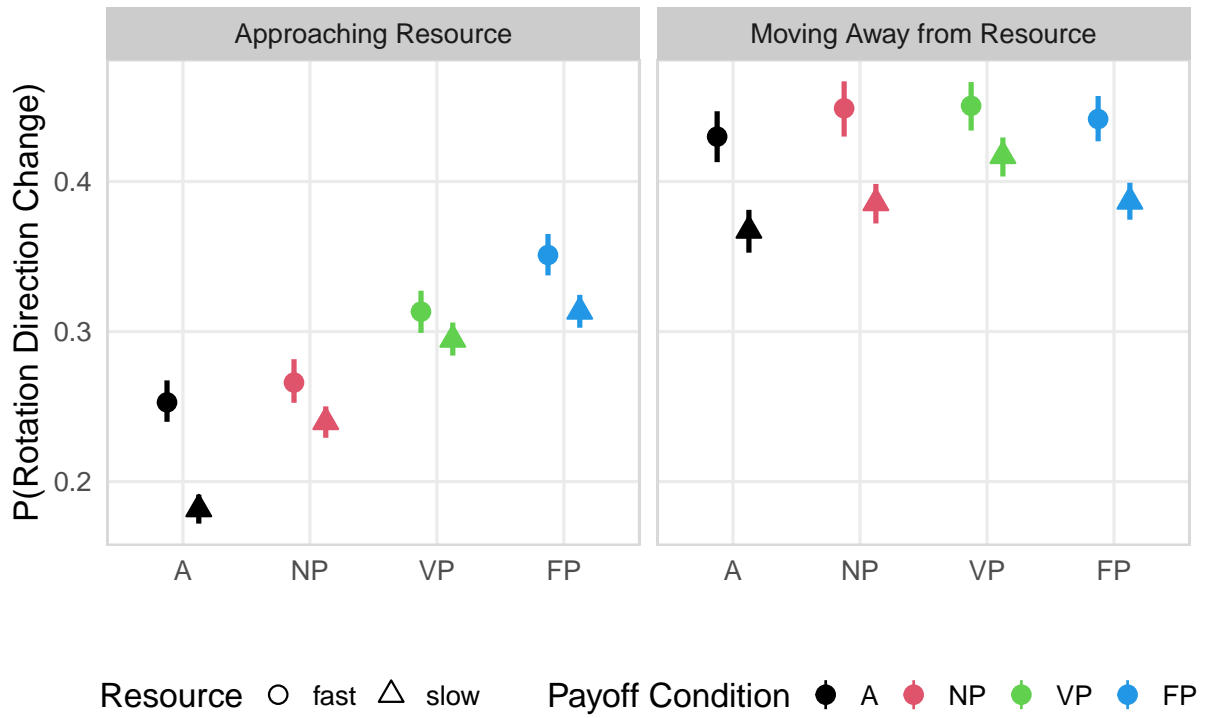 Approaching Resource
Moving Away from Resource
P(Rotation Direction Change)
0.4
0.3
0.2
A NP VP FP
A NP VP FP
Resource fast slow Payoff Condition A NP VP FP